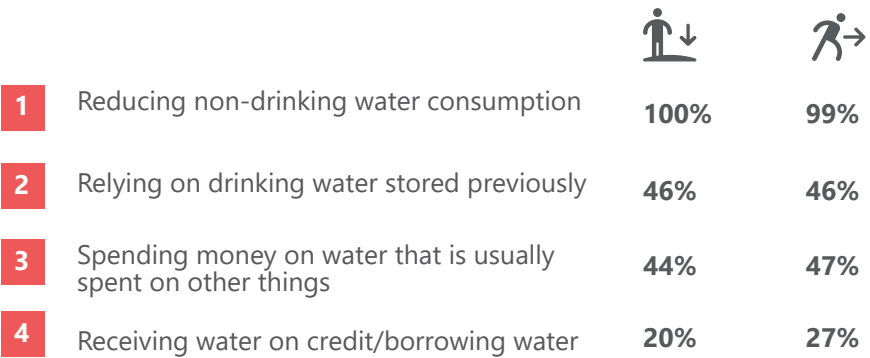 1 Reducing non-drinking water consumption 100% 99%
2 Relying on drinking water stored previously 46% 46%
3 Spending money on water that is usually
spent on other things 44% 47%
4 Receiving water on credit/borrowing water 20% 27%